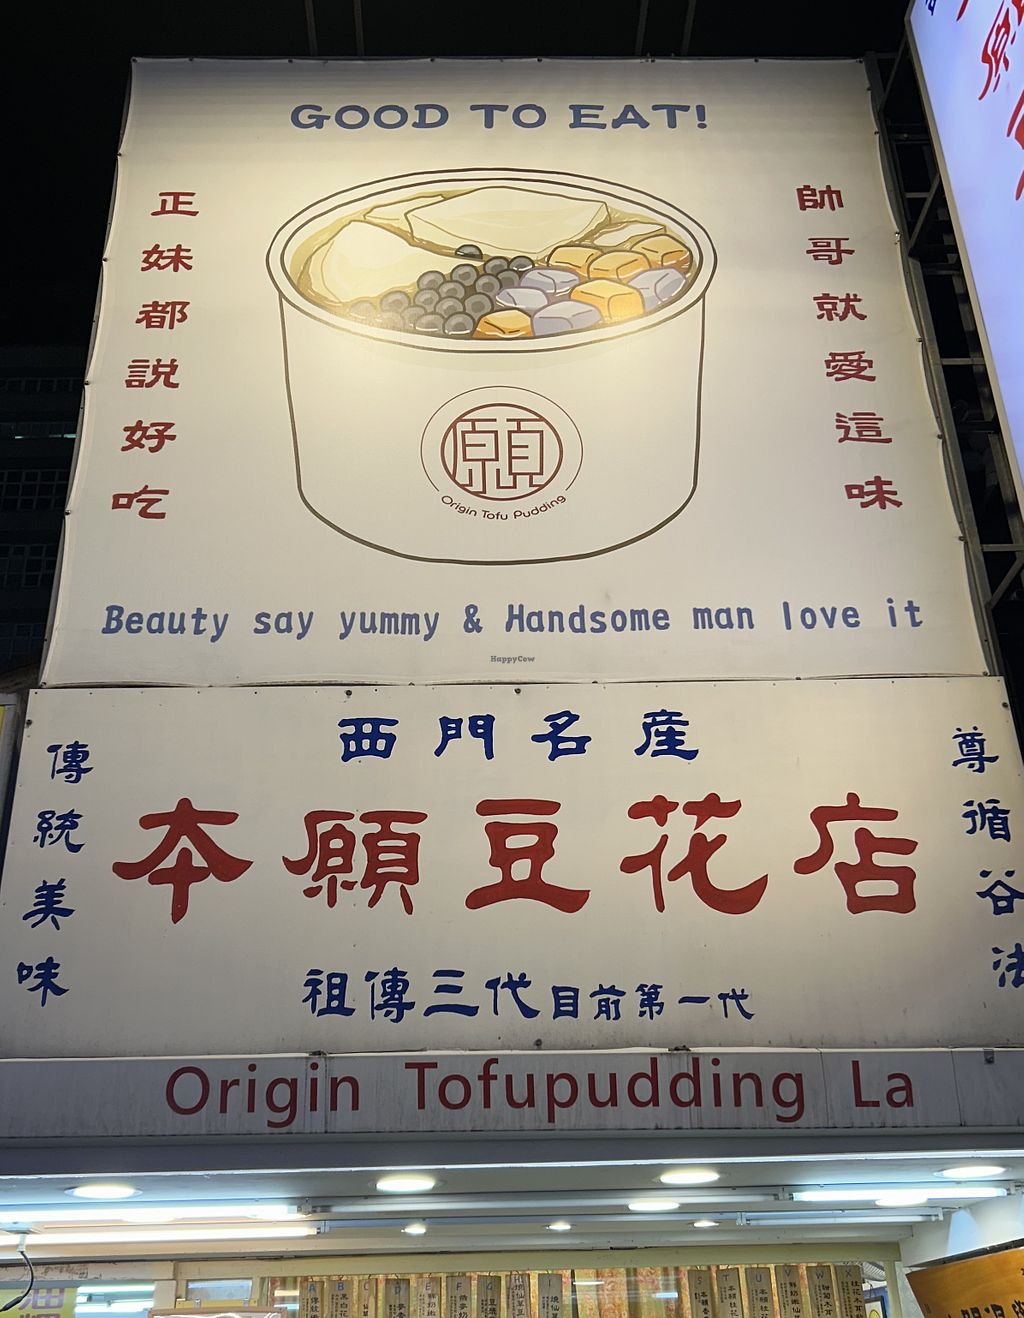 GOOD TO EAT!
正妹都說好吃
帥哥就愛這味
願
Origin Tofu Pudding
Beauty say yummy & Handsome man love it
HappyCow
西門名産
傳統美味
本願豆花店
尊循谷法
祖傳三代目前第一代
Origin Tofupudding La